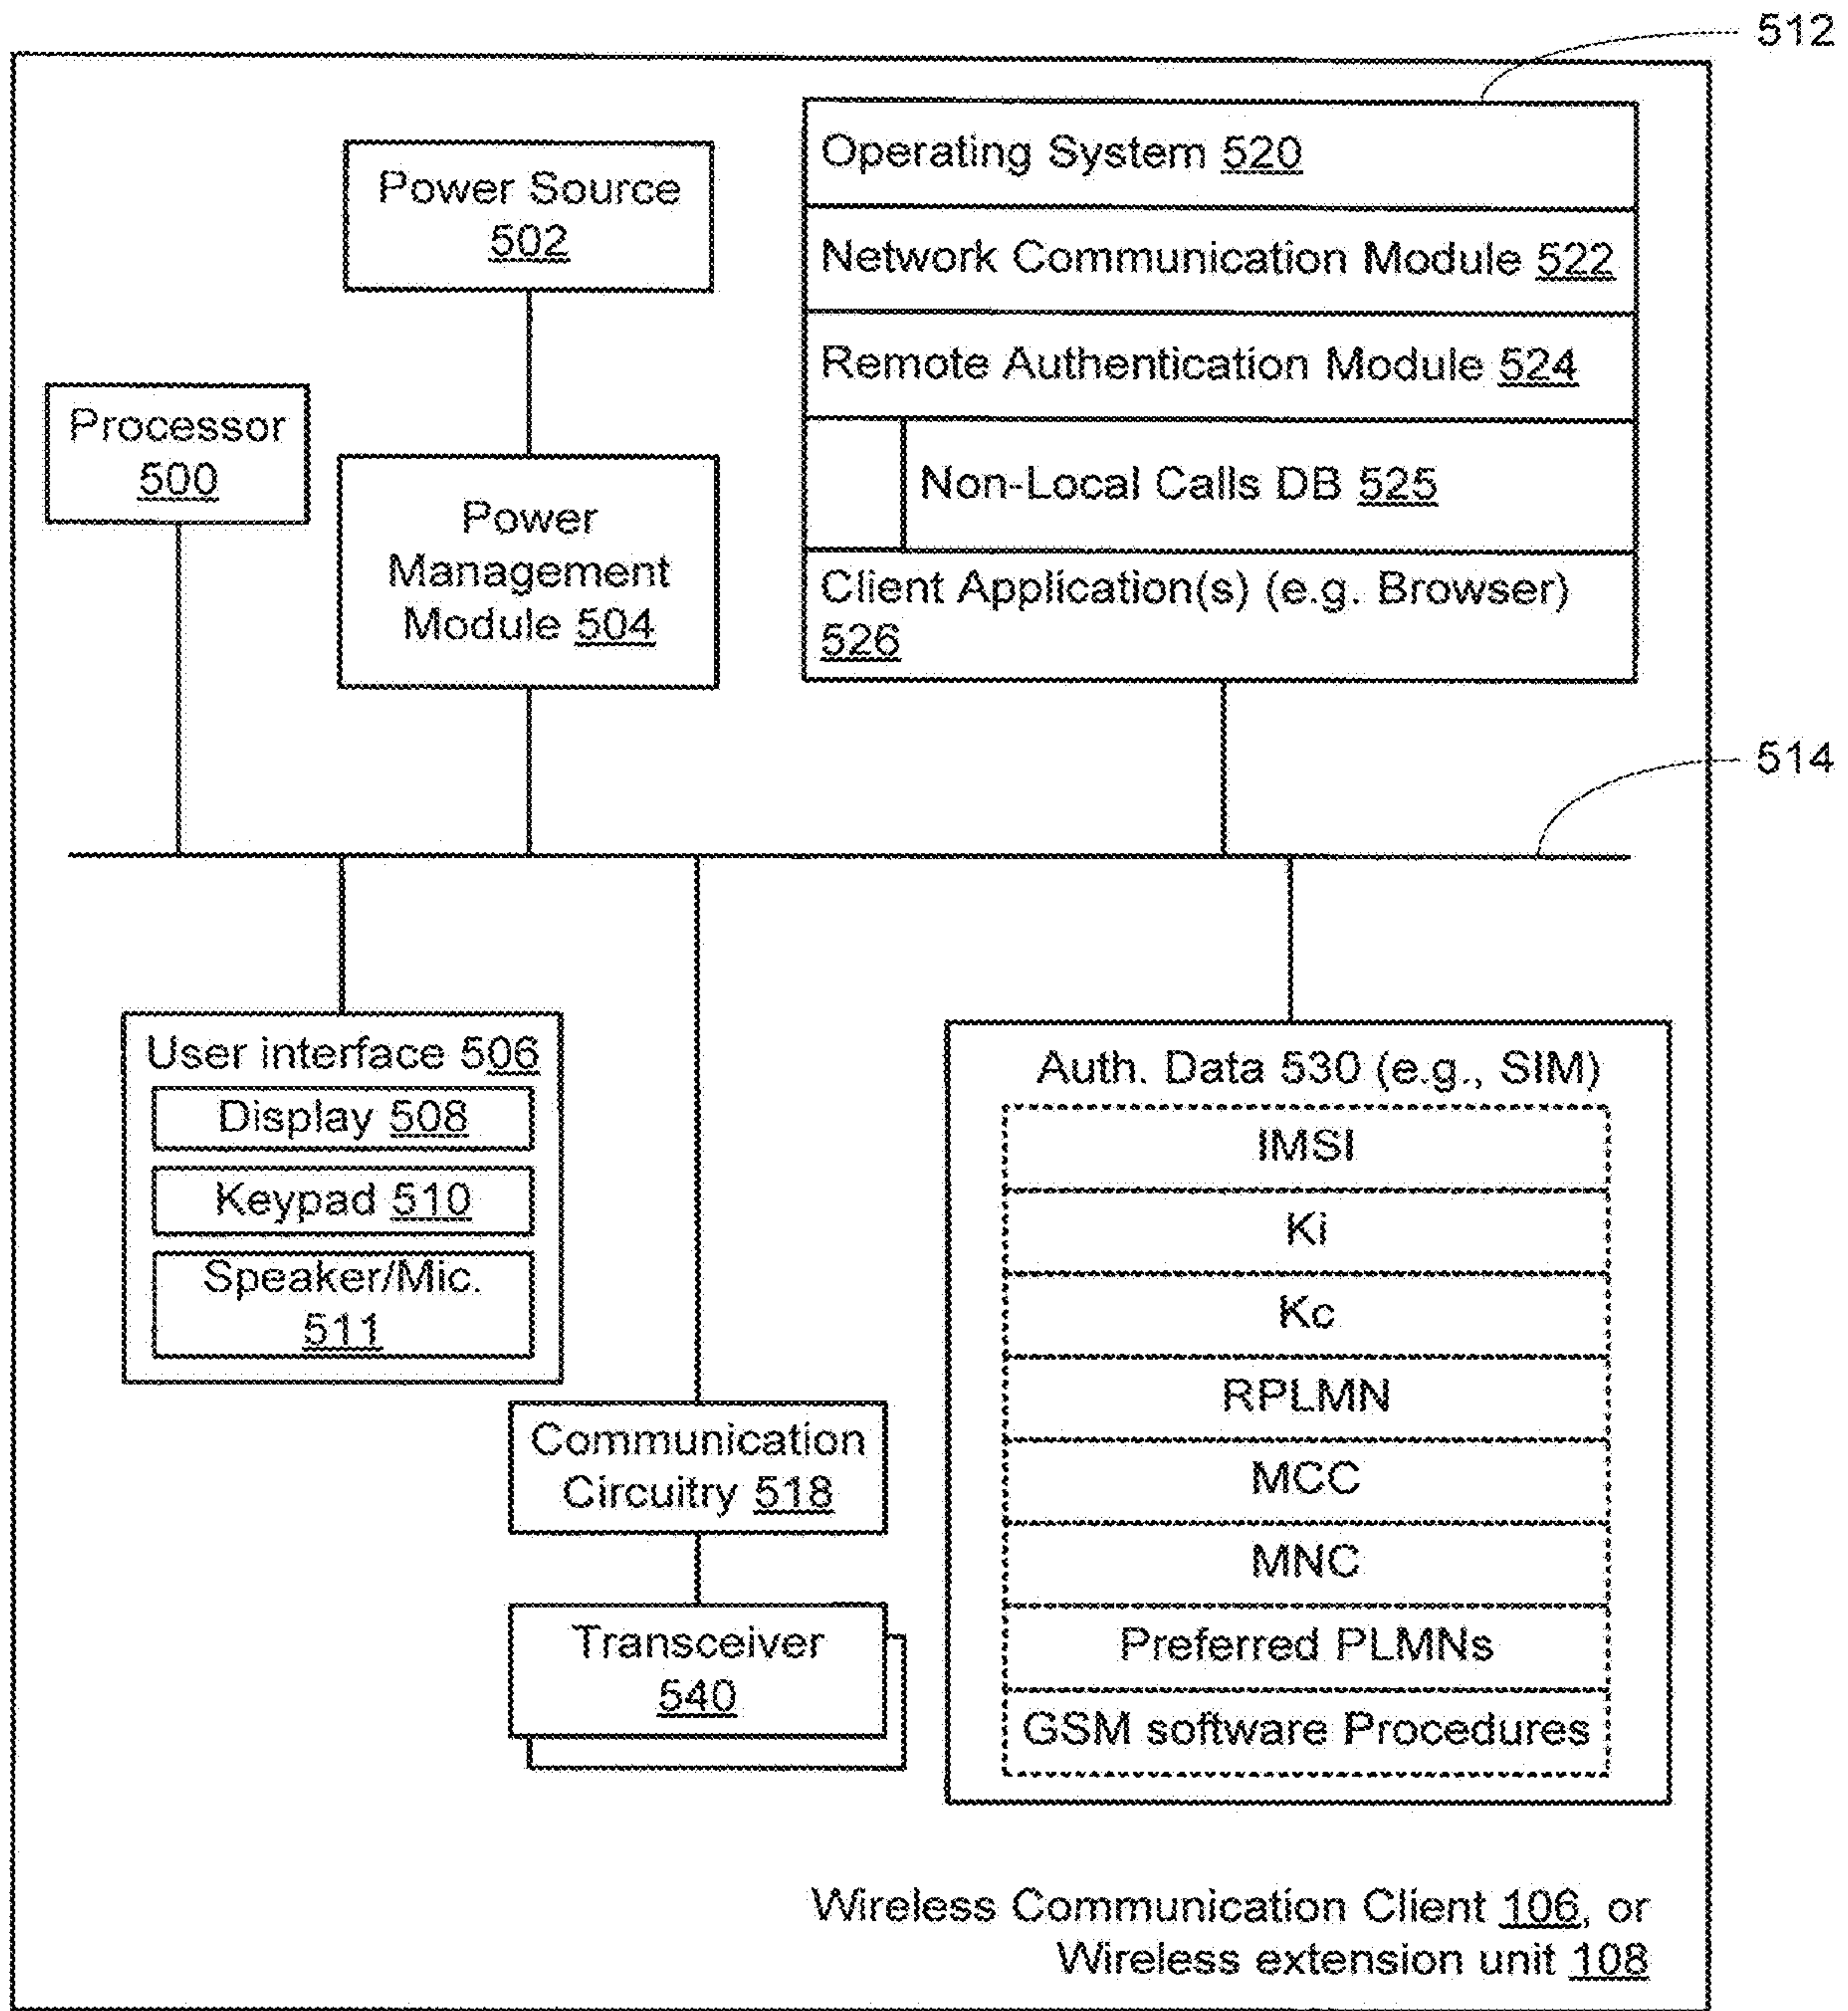 512
Operating System 520
Power Source
502
Network Communication Module 522
Remote Authentication Module 524
Processor
500
Non-Local Calls DB 525
Power
Management
Module 504
Client Application(s) (e.g. Browser)
526
514
User interface 506
Display 508
Keypad 510
Speaker/Mic.
511
Auth. Data 530 (e.g., SIM)
IMSI
Ki
Kc
RPLMN
MCC
MNC
Preferred PLMNs
GSM software Procedures
Communication
Circuitry 518
Transceiver
540
Wireless Communication Client 106, or
Wireless extension unit 108